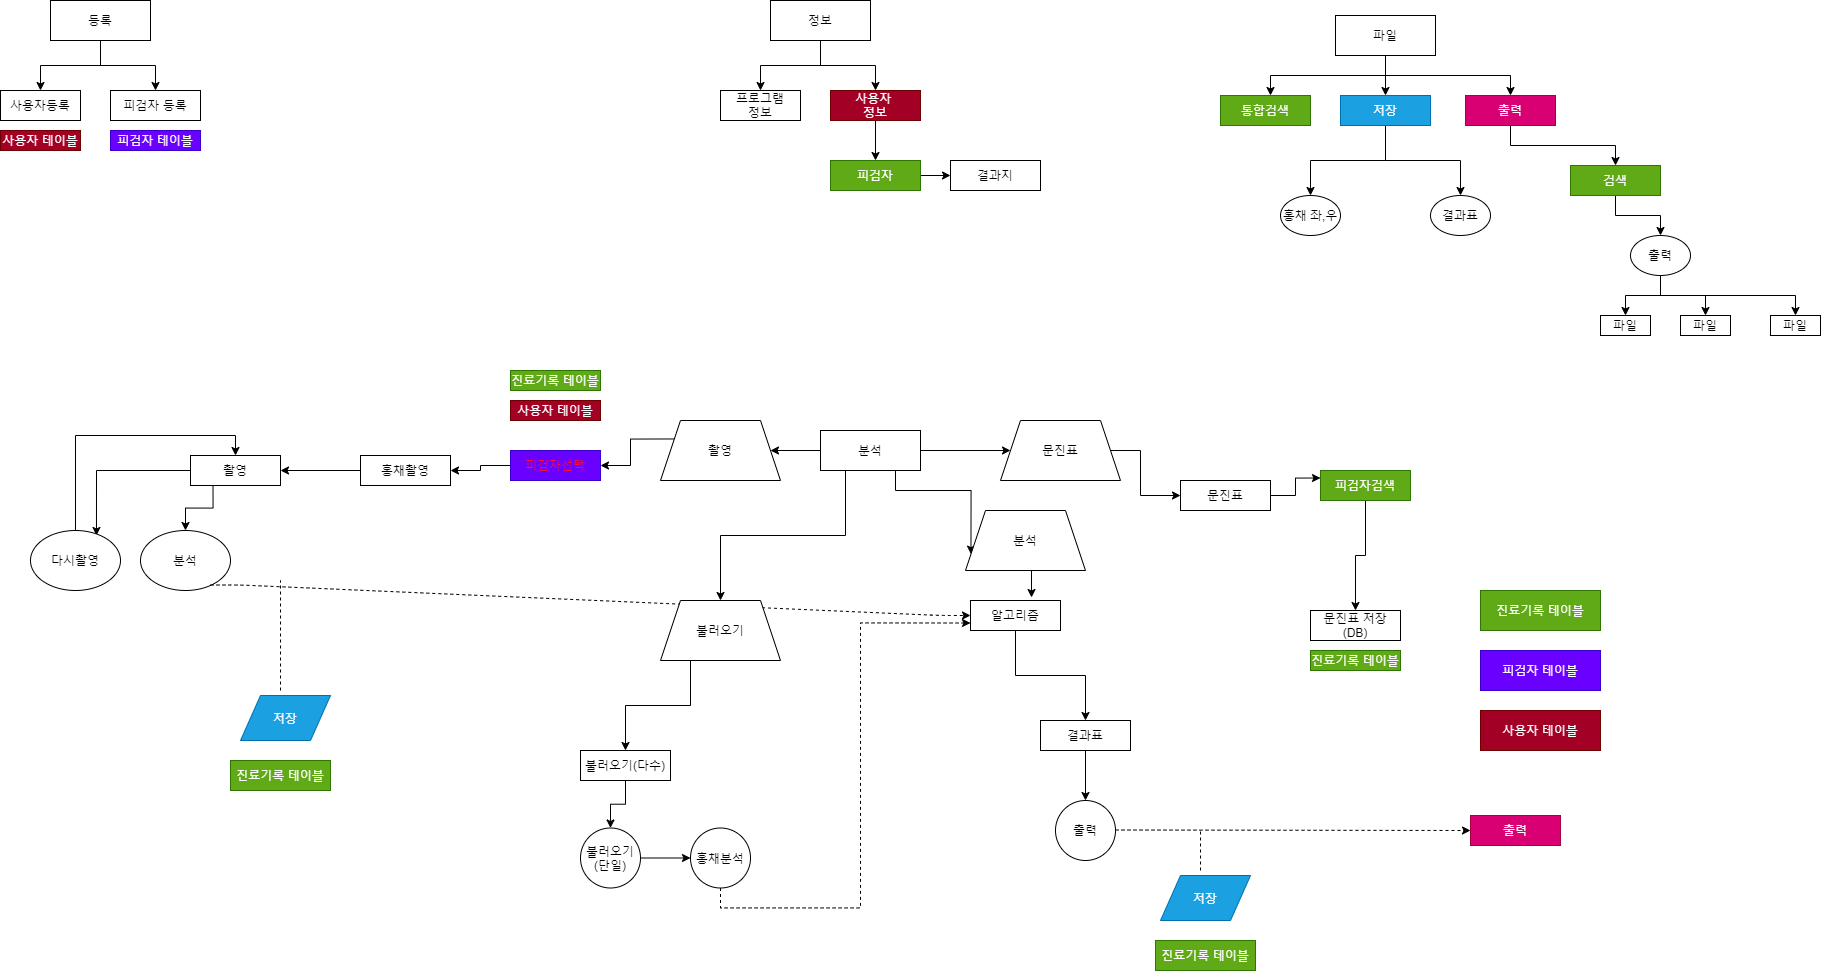 등록
사용자등록
피검자 등록
사용자 테이블
피검자 테이블
정보
프로그램
정보
사용자
정보
피검자
결과지
파일
통합검색
저장
출력
홍채 좌,우
결과표
검색
출력
파일
파일
파일
진료기록 테이블
사용자 테이블
피검자선택
촬영
분석
문진표
촬영
홍채촬영
문진표
피검자검색
다시촬영
분석
분석
불러오기
알고리즘
문진표 저장
(DB)
진료기록 테이블
진료기록 테이블
피검자 테이블
사용자 테이블
저장
진료기록 테이블
결과표
불러오기(다수)
불러오기
(단일)
홍채분석
출력
출력
저장
진료기록 테이블